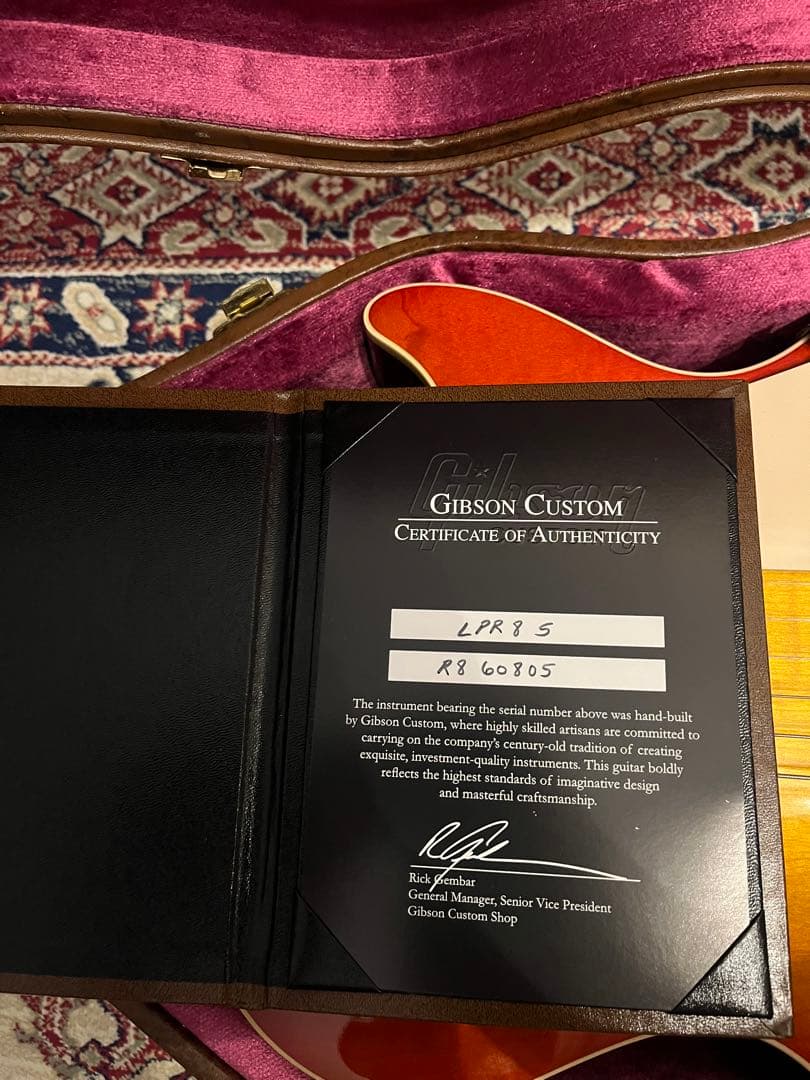 Gibson
GIBSON CUSTOM
CERTIFICATE OF AUTHENTICITY
LPR8 S
R8 60805
The instrument bearing the serial number above was hand-built
by Gibson Custom, where highly skilled artisans are committed to
carrying on the company's century-old tradition of creating
exquisite, investment-quality instruments. This guitar boldly
reflects the highest standards of imaginative design
and masterful craftsmanship.
Rick Gembar
General Manager, Senior Vice President
Gibson Custom Shop